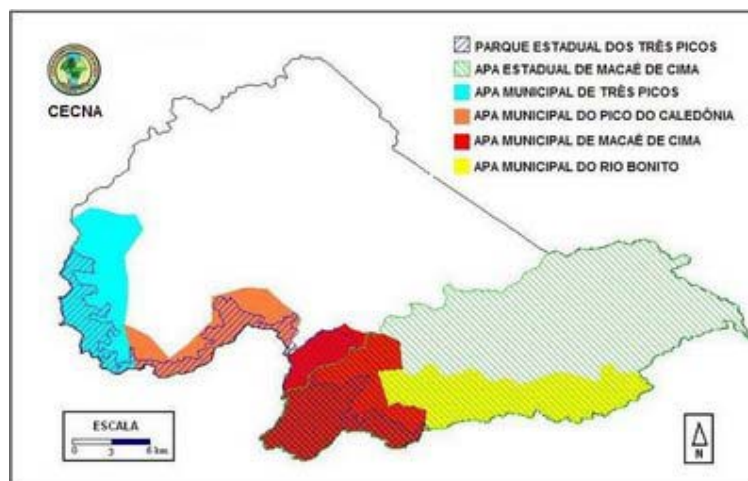 CECNA
PARQUE ESTADUAL DOS TRÊS PICOS
APA ESTADUAL DE MACAÉ DE CIMA
APA MUNICIPAL DE TRÊS PICOS
APA MUNICIPAL DO PICO DO CALEDÔNIA
APA MUNICIPAL DE MACAÉ DE CIMA
APA MUNICIPAL DO RIO BONITO
ESCALA
0 3 6 km
N